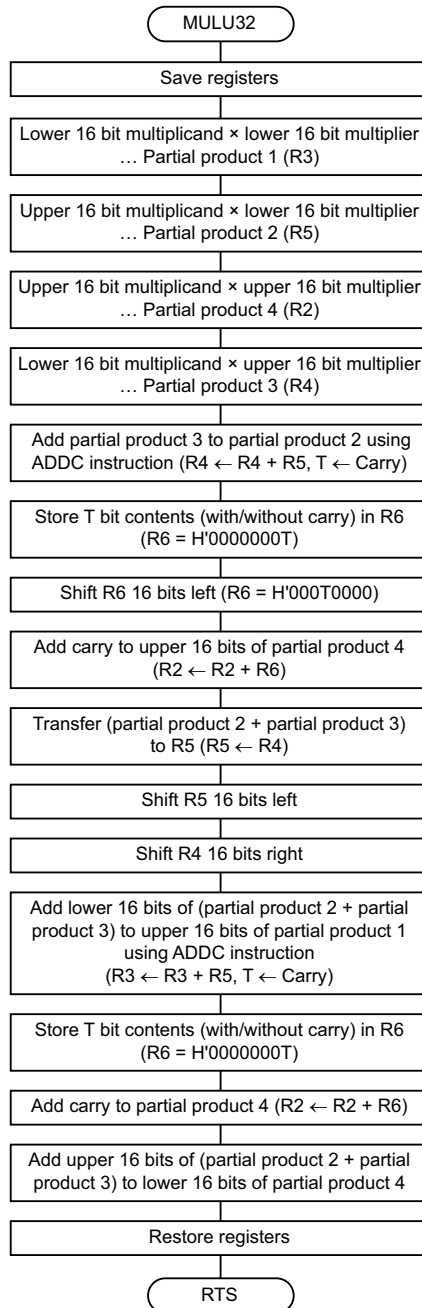 MULU32
Save registers
Lower 16 bit multiplicand × lower 16 bit multiplier
… Partial product 1 (R3)
Upper 16 bit multiplicand × lower 16 bit multiplier
… Partial product 2 (R5)
Upper 16 bit multiplicand × upper 16 bit multiplier
… Partial product 4 (R2)
Lower 16 bit multiplicand × upper 16 bit multiplier
… Partial product 3 (R4)
Add partial product 3 to partial product 2 using
ADDC instruction (R4 ← R4 + R5, T ← Carry)
Store T bit contents (with/without carry) in R6
(R6 = H'0000000T)
Shift R6 16 bits left (R6 = H'000T0000)
Add carry to upper 16 bits of partial product 4
(R2 ← R2 + R6)
Transfer (partial product 2 + partial product 3)
to R5 (R5 ← R4)
Shift R5 16 bits left
Shift R4 16 bits right
Add lower 16 bits of (partial product 2 + partial
product 3) to upper 16 bits of partial product 1
using ADDC instruction
(R3 ← R3 + R5, T ← Carry)
Store T bit contents (with/without carry) in R6
(R6 = H'0000000T)
Add carry to partial product 4 (R2 ← R2 + R6)
Add upper 16 bits of (partial product 2 + partial
product 3) to lower 16 bits of partial product 4
Restore registers
RTS